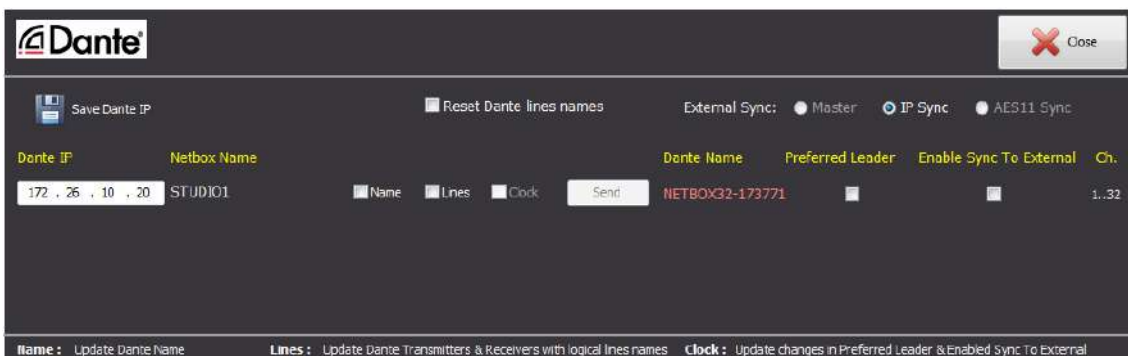 Dante
Close
Save Dante IP
Reset Dante lines names
External Sync: Master IP Sync AES11 Sync
Dante IP Netbox Name Dante Name Preferred Leader Enable Sync To External Ch.
172 . 26 . 10 . 20 STUDIO1 Name Lines Clock Send NETBOX32-173771 1..32
Name : Update Dante Name Lines : Update Dante Transmitters & Receivers with logical lines names Clock : Update changes in Preferred Leader & Enabled Sync To External